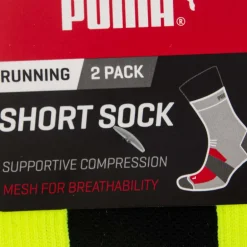 PUMA®
RUNNING 2 PACK
SHORT SOCK
SUPPORTIVE COMPRESSION
MESH FOR BREATHABILITY